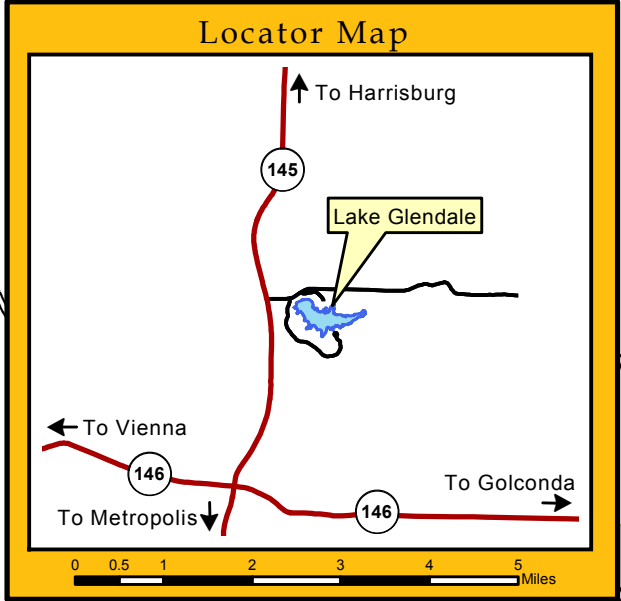 Locator Map
To Harrisburg
145
Lake Glendale
To Vienna
146
To Golconda
To Metropolis
146
0 0.5 1 2 3 4 5
Miles